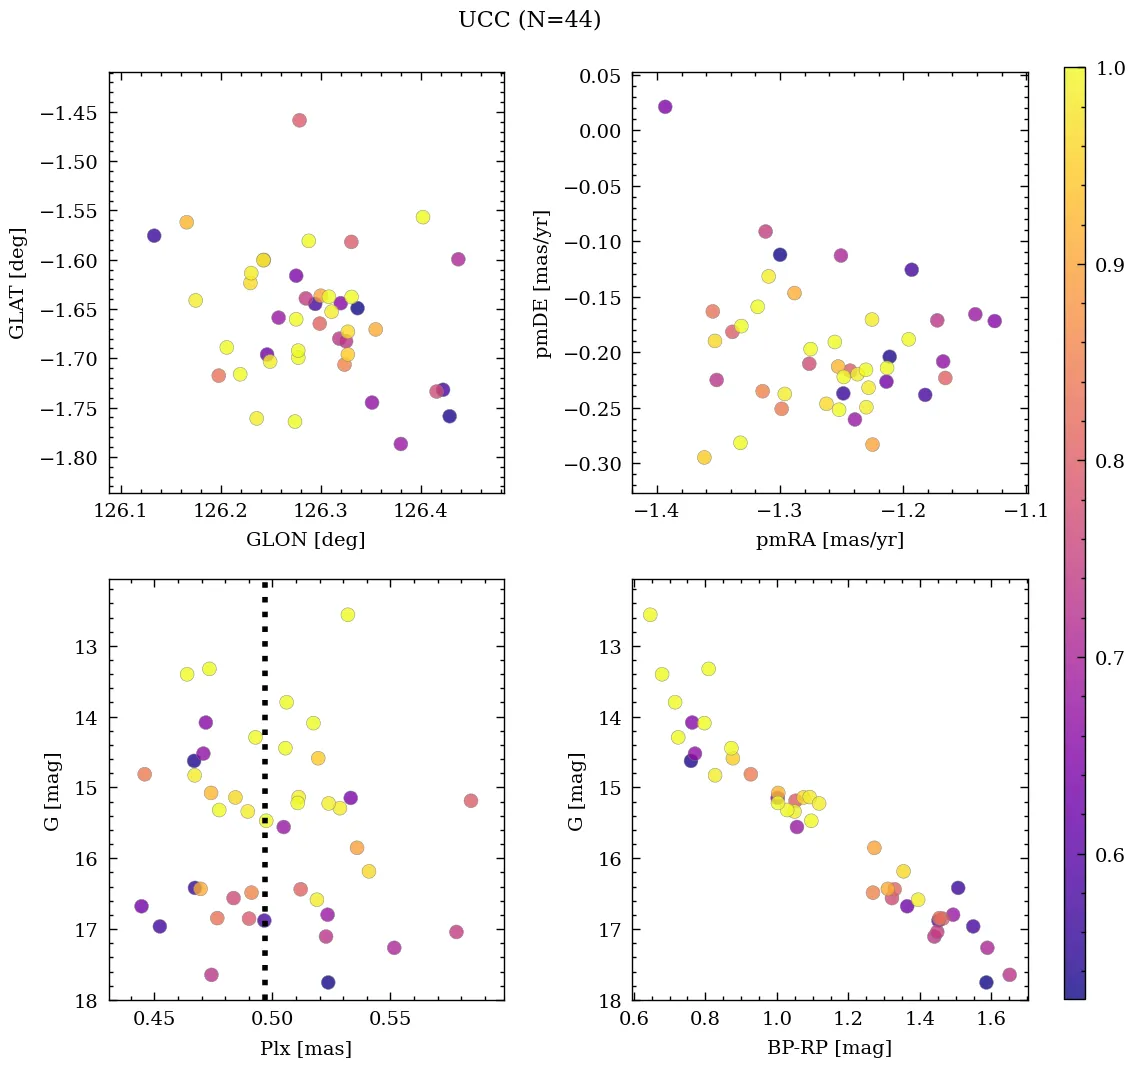 UCC (N=44)
−1.45
−1.50
−1.55
−1.60
−1.65
−1.70
−1.75
−1.80
GLAT [deg]
126.1 126.2 126.3 126.4
GLON [deg]
0.05
0.00
−0.05
−0.10
−0.15
−0.20
−0.25
−0.30
pmDE [mas/yr]
−1.4 −1.3 −1.2 −1.1
pmRA [mas/yr]
13
14
15
16
17
18
G [mag]
0.45 0.50 0.55
Plx [mas]
13
14
15
16
17
18
G [mag]
0.6 0.8 1.0 1.2 1.4 1.6
BP-RP [mag]
1.0
0.9
0.8
0.7
0.6